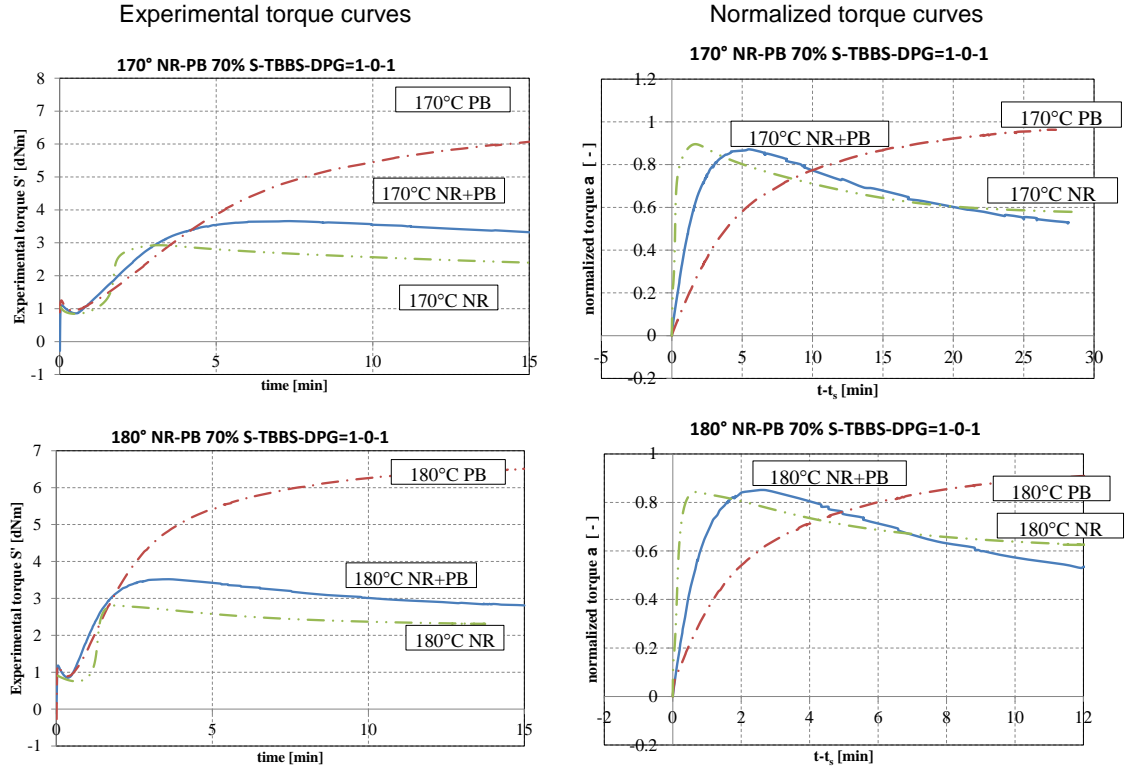 Experimental torque curves
Normalized torque curves
170° NR-PB 70% S-TBBS-DPG=1-0-1
8
7
6
5
4
3
2
1
0
-1
0
5
10
15
Experimental torque S' [dNm]
time [min]
170°C PB
170°C NR+PB
170°C NR
170° NR-PB 70% S-TBBS-DPG=1-0-1
1.2
1
0.8
0.6
0.4
0.2
0
-0.2
-5
0
5
10
15
20
25
30
normalized torque a [ - ]
t-ts [min]
170°C NR+PB
170°C PB
170°C NR
180° NR-PB 70% S-TBBS-DPG=1-0-1
7
6
5
4
3
2
1
0
-1
0
5
10
15
Experimental torque S' [dNm]
time [min]
180°C PB
180°C NR+PB
180°C NR
180° NR-PB 70% S-TBBS-DPG=1-0-1
1
0.8
0.6
0.4
0.2
0
-0.2
-2
0
2
4
6
8
10
12
normalized torque a [ - ]
t-ts [min]
180°C NR+PB
180°C PB
180°C NR